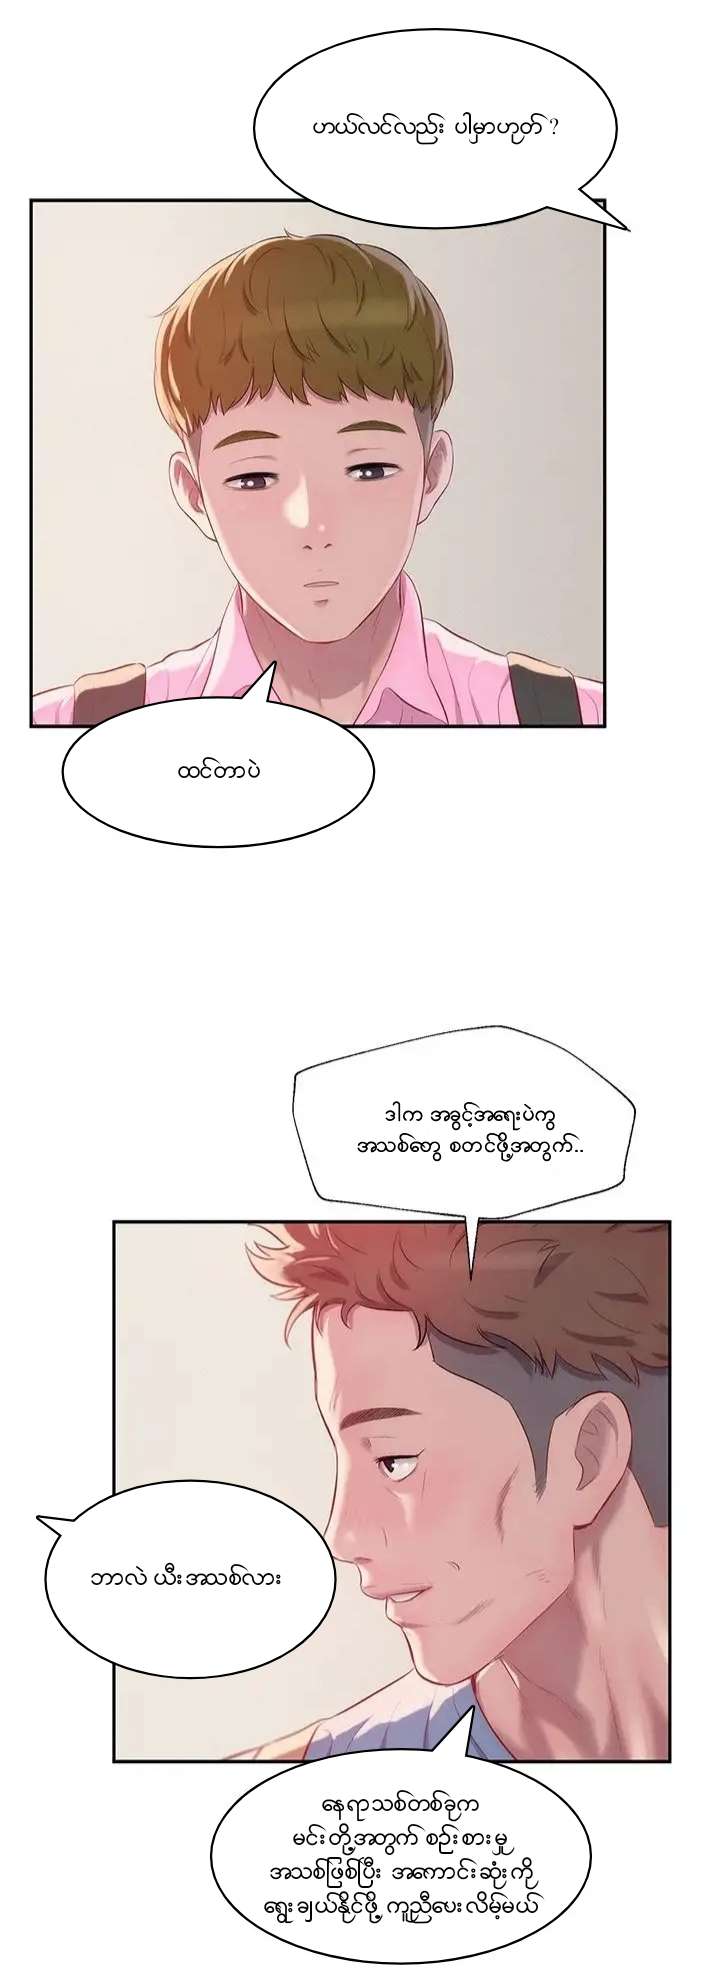 ဟယ်လင်လည်း ပါမှာဟုတ် ?
ထင်တာပဲ
ဒါက အခွင့်အရေးပဲကွ
အသစ်တွေ စတင်ဖို့အတွက်..
ဘာလဲ ယီးအသစ်လား
နေရာသစ်တစ်ခုက
မင်းတို့အတွက် စဉ်းစားမှု
အသစ်ဖြစ်ပြီး အကောင်းဆုံးကို
ရွေးချယ်နိုင်ဖို့ ကူညီပေးလိမ့်မယ်